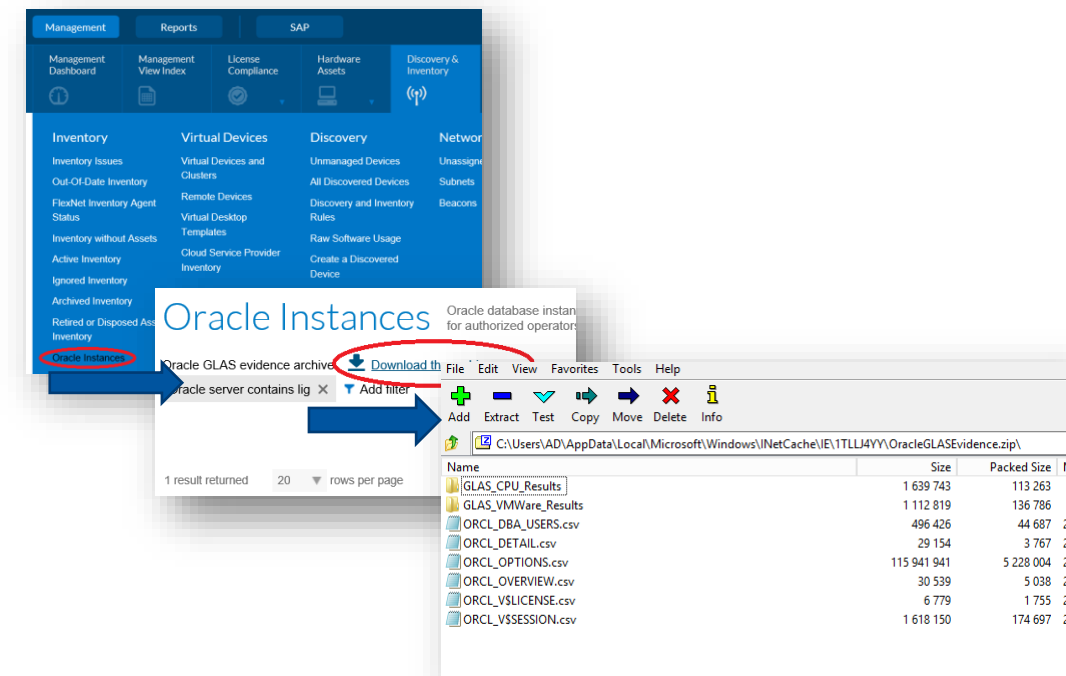 Management Reports SAP
Management Dashboard
Management View Index
License Compliance
Hardware Assets
Discovery & Inventory
Inventory
Inventory Issues
Out-Of-Date Inventory
FlexNet Inventory Agent
Status
Inventory without Assets
Active Inventory
Ignored Inventory
Archived Inventory
Retired or Disposed Ass
Inventory
Oracle Instances
Virtual Devices
Virtual Devices and
Clusters
Remote Devices
Virtual Desktop
Templates
Cloud Service Provider
Inventory
Discovery
Unmanaged Devices
All Discovered Devices
Discovery and Inventory
Rules
Raw Software Usage
Create a Discovered
Device
Networ
Unassigne
Subnets
Beacons
Oracle Instances
Oracle database instan
for authorized operators
Oracle GLAS evidence archive Download th
Oracle server contains lig × Add filter
1 result returned 20 rows per page
File Edit View Favorites Tools Help
Add Extract Test Copy Move Delete Info
C:\Users\AD\AppData\Local\Microsoft\Windows\INetCache\IE\1TLLJ4YY\OracleGLASEvidence.zip\
Name Size Packed Size
GLAS_CPU_Results 1 639 743 113 263
GLAS_VMWare_Results 1 112 819 136 786
ORCL_DBA_USERS.csv 496 426 44 687 2
ORCL_DETAIL.csv 29 154 3 767 2
ORCL_OPTIONS.csv 115 941 941 5 228 004 2
ORCL_OVERVIEW.csv 30 539 5 038 2
ORCL_V$LICENSE.csv 6 779 1 755 2
ORCL_V$SESSION.csv 1 618 150 174 697 2